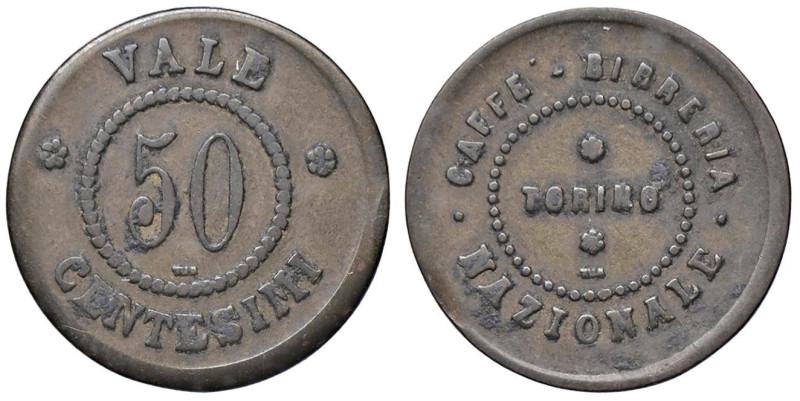 VALE
50
CENTESIMI
CAFFE' - BIRRERIA
TORINO
NAZIONALE